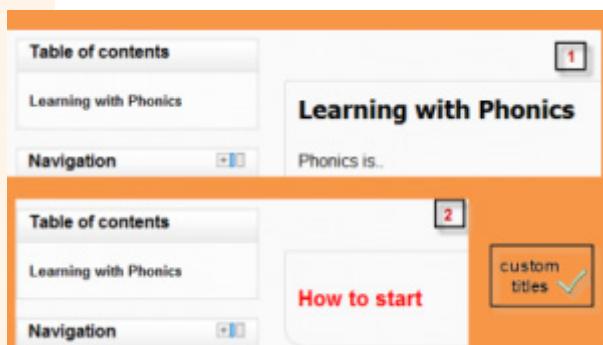 Table of contents
1
Learning with Phonics
Learning with Phonics
Navigation
Phonics is..
Table of contents
2
Learning with Phonics
custom
titles
How to start
Navigation